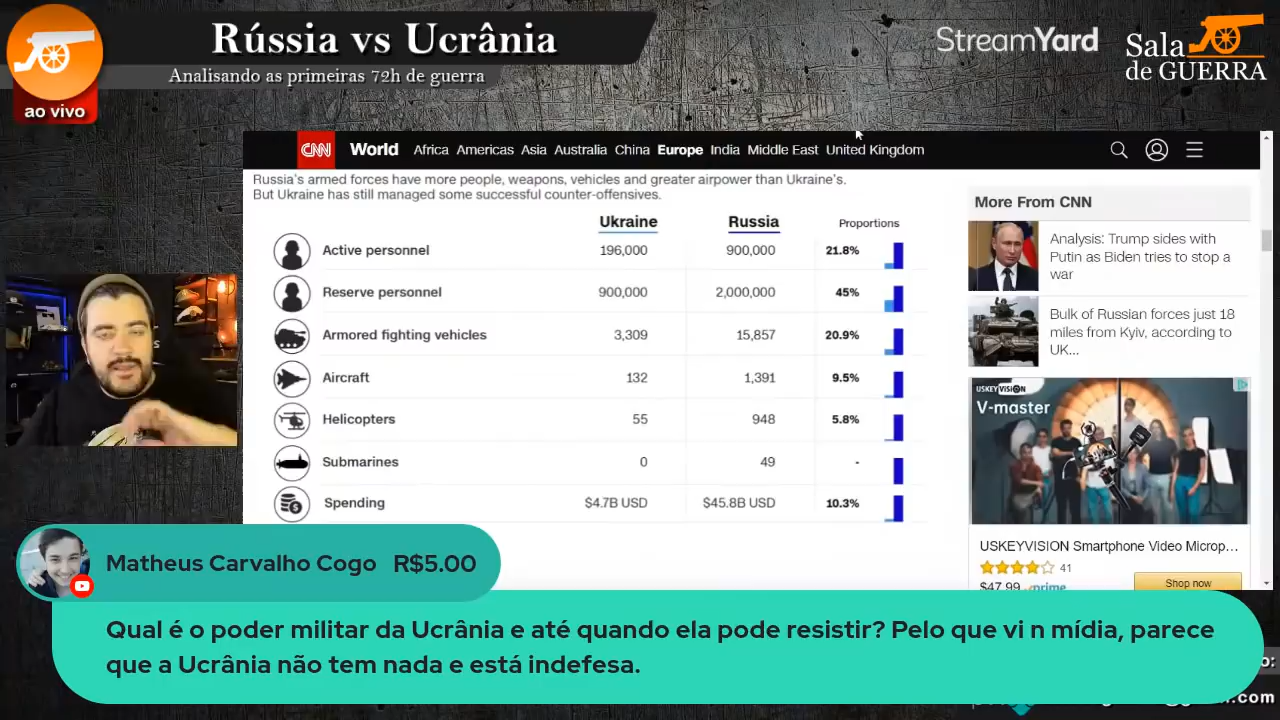 Rússia vs Ucrânia
Analisando as primeiras 72h de guerra
ao vivo
StreamYard
Sala
de GUERRA
CNN World Africa Americas Asia Australia China Europe India Middle East United Kingdom
Russia's armed forces have more people, weapons, vehicles and greater airpower than Ukraine's.
But Ukraine has still managed some successful counter-offensives.
Ukraine Russia Proportions
Active personnel 196,000 900,000 21.8%
Reserve personnel 900,000 2,000,000 45%
Armored fighting vehicles 3,309 15,857 20.9%
Aircraft 132 1,391 9.5%
Helicopters 55 948 5.8%
Submarines 0 49 -
Spending $4.7B USD $45.8B USD 10.3%
More From CNN
Analysis: Trump sides with
Putin as Biden tries to stop a
war
Bulk of Russian forces just 18
miles from Kyiv, according to
UK...
USKEYVISION
V-master
USKEYVISION Smartphone Video Microp...
41
$47.99 prime
Shop now
Matheus Carvalho Cogo R$5.00
Qual é o poder militar da Ucrânia e até quando ela pode resistir? Pelo que vi n mídia, parece
que a Ucrânia não tem nada e está indefesa.